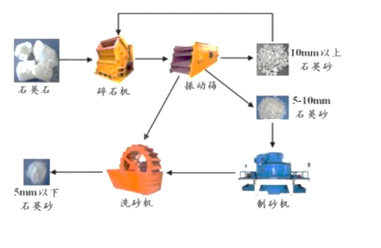 10mm以上
石英砂
石英石
碎石机
振动筛
5-10mm
石英砂
5mm以下
石英砂
洗砂机
制砂机